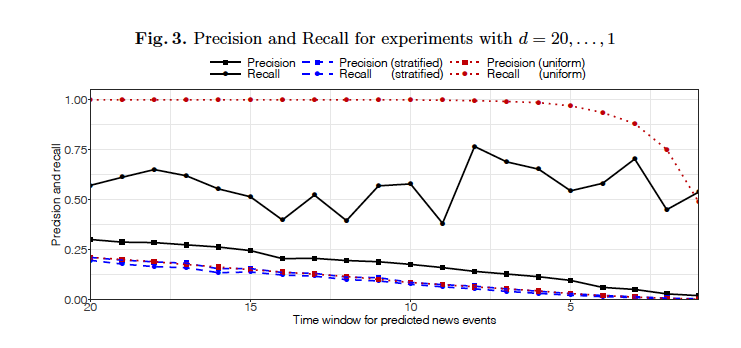 Fig. 3. Precision and Recall for experiments with d = 20, . . . , 1
Precision Precision (stratified) Precision (uniform)
Recall Recall (stratified) Recall (uniform)
Precision and recall
1.00
0.75
0.50
0.25
0.00
20 15 10 5
Time window for predicted news events